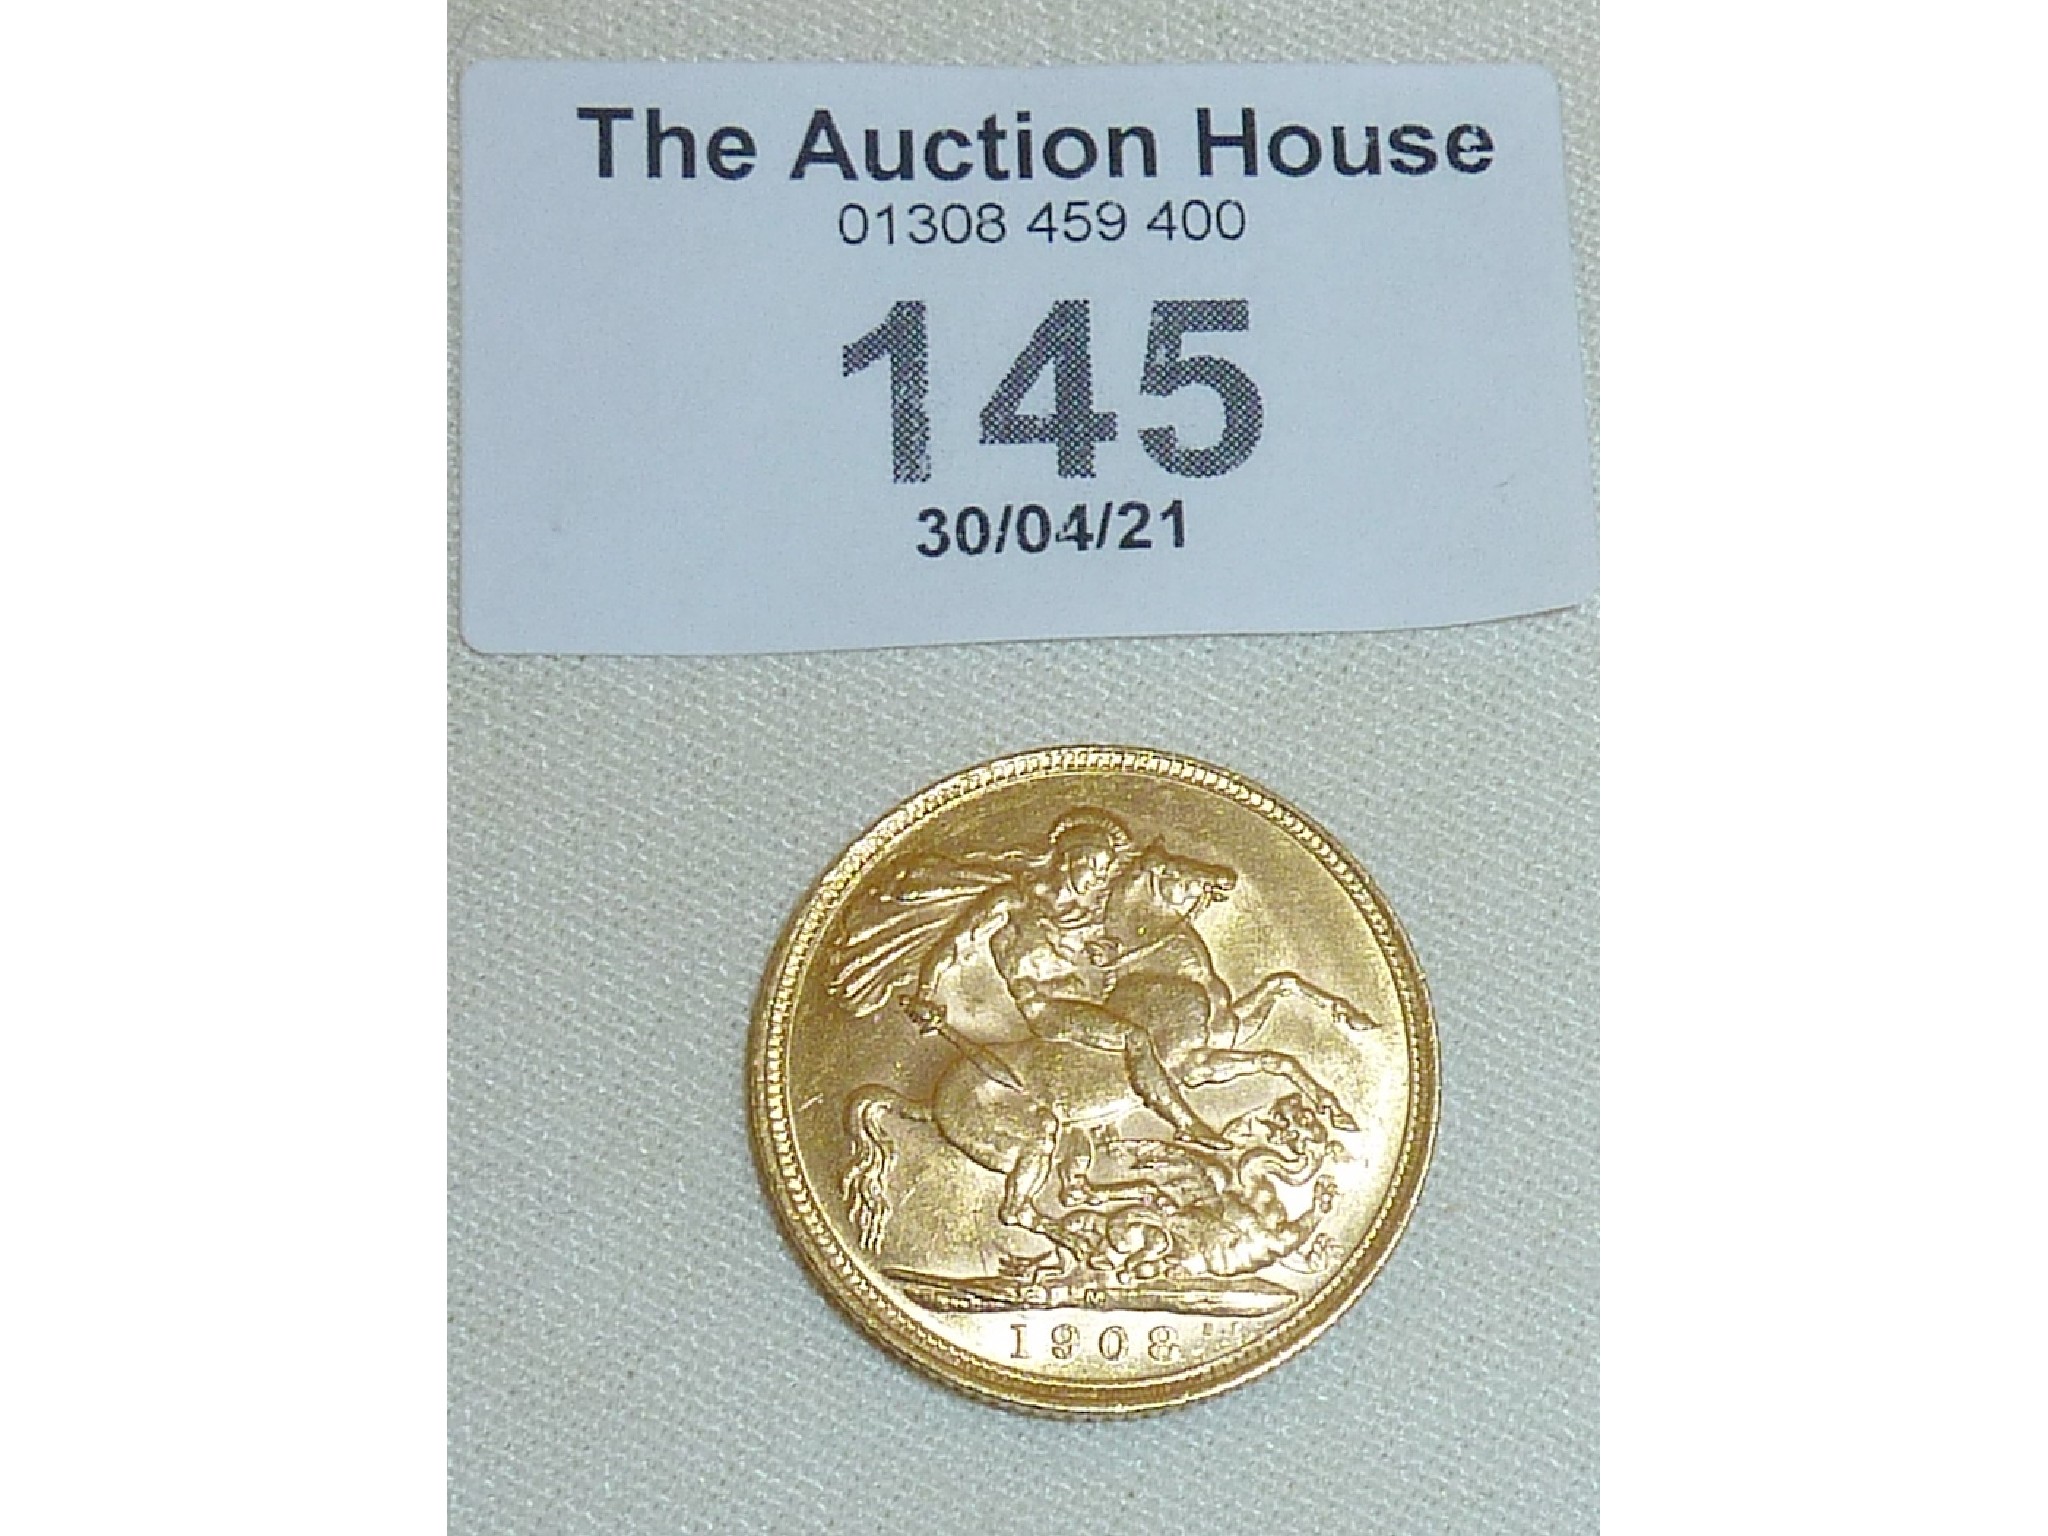 The Auction House
01308 459 400
145
30/04/21
M
1908